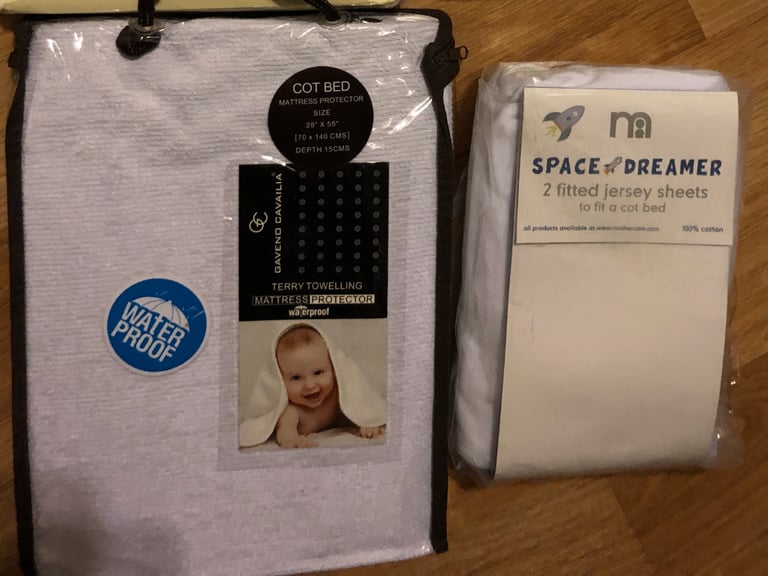 COT BED
MATTRESS PROTECTOR
SIZE
28" X 55"
[70 x 140 CMS]
DEPTH 15CMS
GC
GAVENO CAVAILIA®
TERRY TOWELLING
MATTRESS PROTECTOR
waterproof
WATER
PROOF
m
SPACE DREAMER
2 fitted jersey sheets
to fit a cot bed
all products available at www.mothercare.com 100% cotton